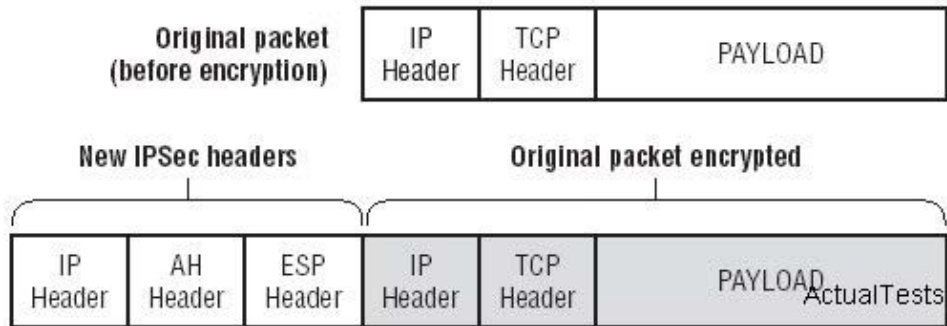 Original packet
(before encryption)
IP
Header
TCP
Header
PAYLOAD
New IPSec headers
Original packet encrypted
IP
Header
AH
Header
ESP
Header
IP
Header
TCP
Header
PAYLOAD
ActualTests